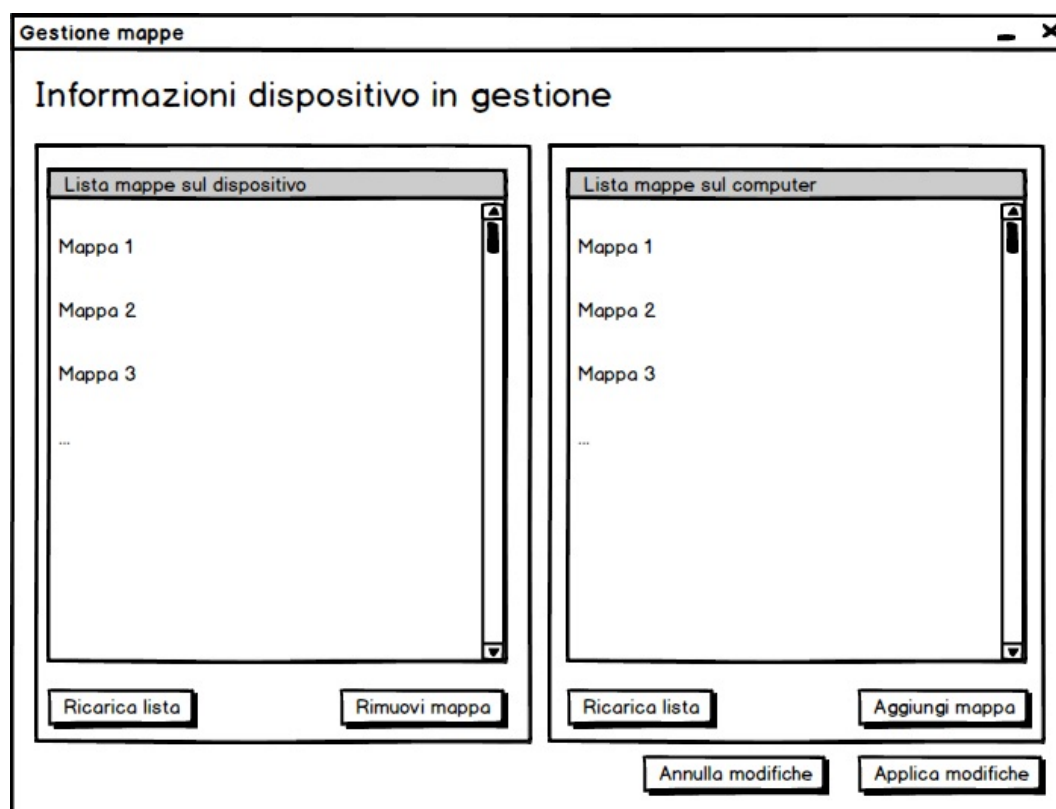 Gestione mappe
Informazioni dispositivo in gestione
Lista mappe sul dispositivo
Mappa 1
Mappa 2
Mappa 3
...
Ricarica lista
Rimuovi mappa
Lista mappe sul computer
Mappa 1
Mappa 2
Mappa 3
...
Ricarica lista
Aggiungi mappa
Annulla modifiche
Applica modifiche